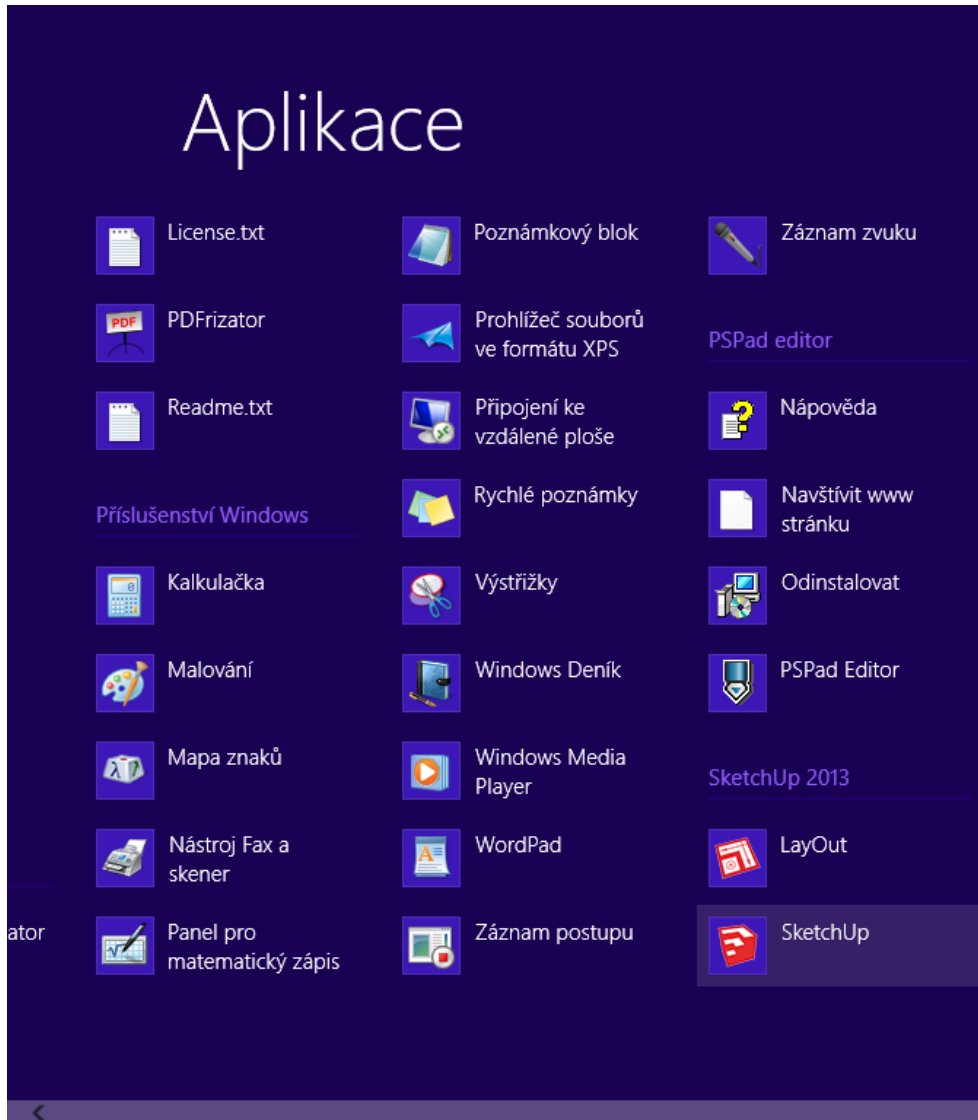 Aplikace
License.txt
PDFrizator
Readme.txt
Příslušenství Windows
Kalkulačka
Malování
Mapa znaků
Nástroj Fax a
skener
ator
Panel pro
matematický zápis
Poznámkový blok
Prohlížeč souborů
ve formátu XPS
Připojení ke
vzdálené ploše
Rychlé poznámky
Výstřižky
Windows Deník
Windows Media
Player
WordPad
Záznam postupu
Záznam zvuku
PSPad editor
Nápověda
Navštívit www
stránku
Odinstalovat
PSPad Editor
SketchUp 2013
LayOut
SketchUp